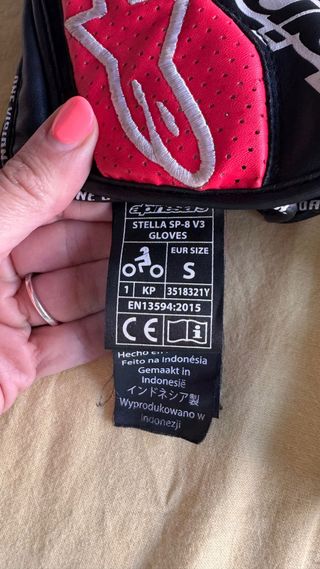 alpinestars
STELLA SP-8 V3
GLOVES
EUR SIZE
S
1 KP 3518321Y
EN13594:2015
CE i
Hecho en
Feito na Indonésia
Gemaakt in
Indonesië
インドネシア製
Wyprodukowano w
Indonezji